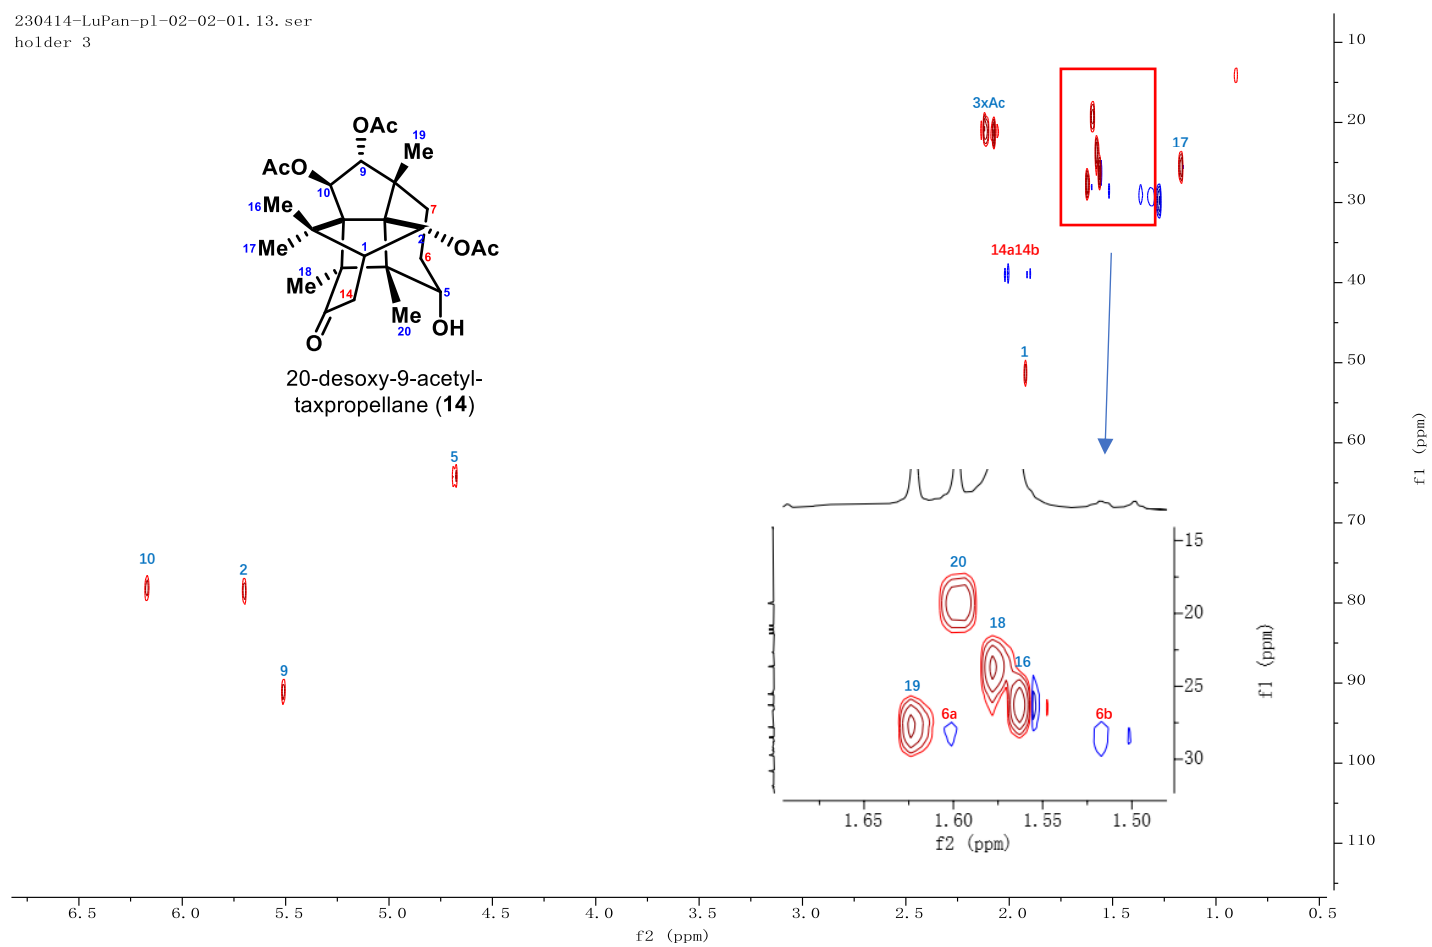 230414-LuPan-pl-02-02-01.13.ser
holder 3
OAc
19
Me
AcO
9
10
16
Me
7
2
OAc
17
Me
1
6
18
Me
14
5
Me
20
OH
O
20-desoxy-9-acetyl-
taxpropellane (14)
3xAc
17
14a14b
1
5
10
2
9
20
18
16
19
6a
6b
15
20
25
30
f1 (ppm)
1.65 1.60 1.55 1.50
f2 (ppm)
10
20
30
40
50
60
70
80
90
100
110
f1 (ppm)
6.5 6.0 5.5 5.0 4.5 4.0 3.5 3.0 2.5 2.0 1.5 1.0 0.5
f2 (ppm)